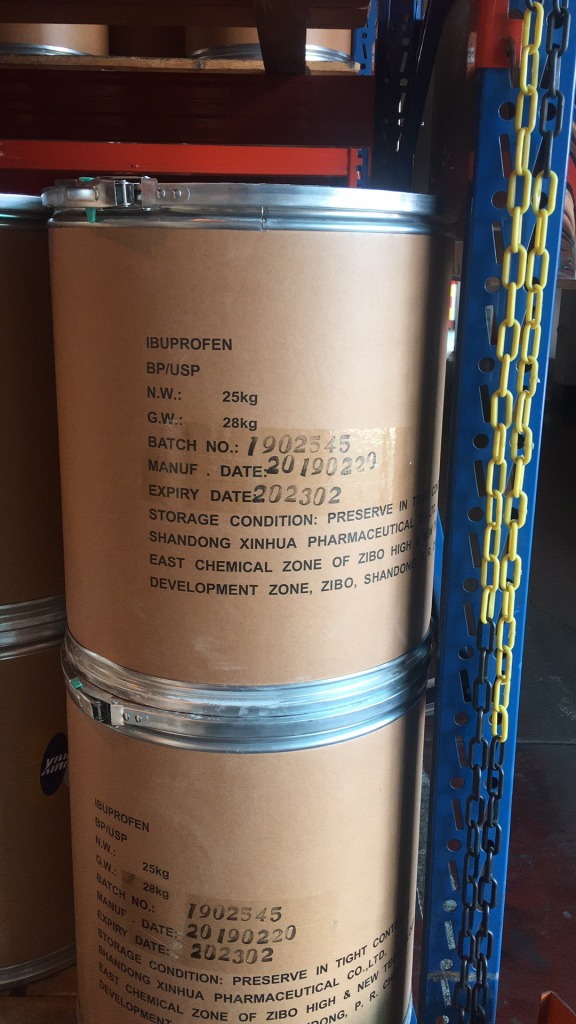 IBUPROFEN
BP/USP
N.W.: 25kg
G.W.: 28kg
BATCH NO.: 1902545
MANUF . DATE: 20190220
EXPIRY DATE: 202302
STORAGE CONDITION: PRESERVE IN
SHANDONG XINHUA PHARMACEUTICAL
EAST CHEMICAL ZONE OF ZIBO HIGH &
DEVELOPMENT ZONE, ZIBO, SHANDONG,
IBUPROFEN
BP/USP
N.W.: 25kg
G.W.: 28kg
BATCH NO.: 1902545
MANUF . DATE: 20190220
EXPIRY DATE: 202302
STORAGE CONDITION: PRESERVE IN TIGHT
SHANDONG XINHUA PHARMACEUTICAL CO.,LTD.
EAST CHEMICAL ZONE OF ZIBO HIGH & NEW
DEVELOPMENT P. R.